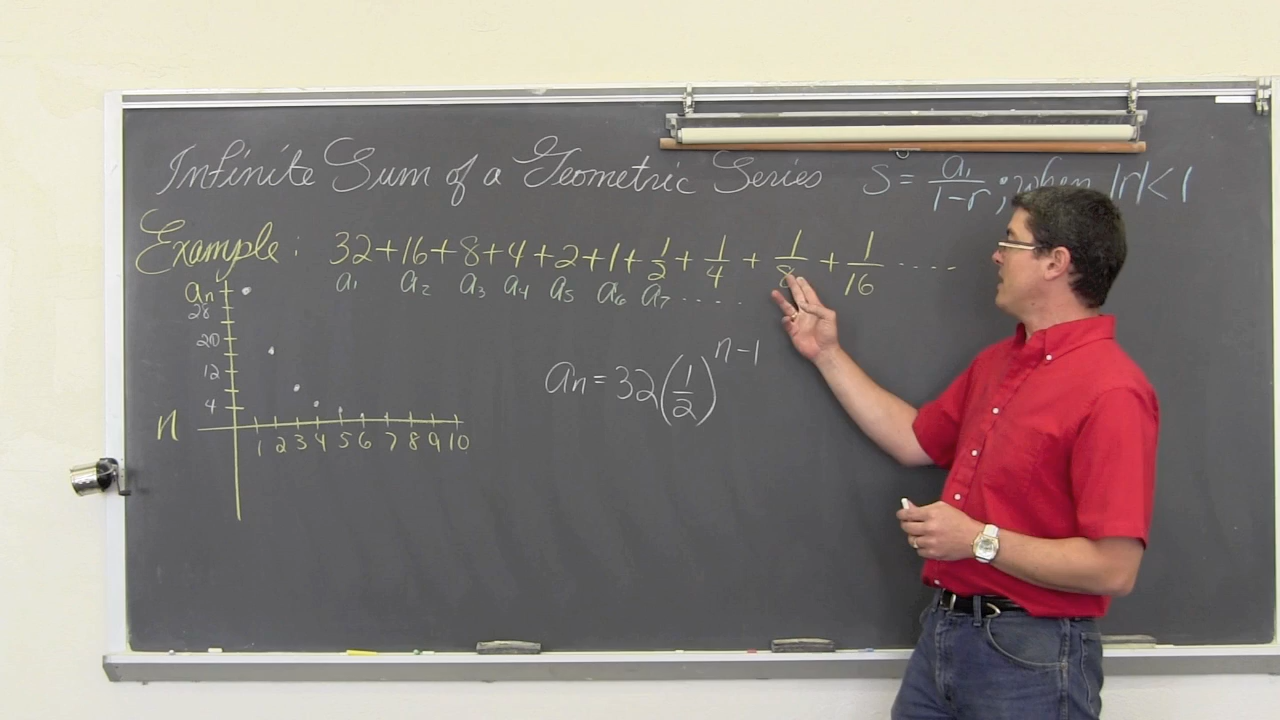 Infinite Sum of a Geometric Series S = a₁/(1-r) ; when |r| < 1
Example: 32+16+8+4+2+1+1/2+1/4+1/8+1/16 ....
a₁ a₂ a₃ a₄ a₅ a₆ a₇ .....
aₙ
28
20
12
4
aₙ = 32(1/2)ⁿ⁻¹
n
1 2 3 4 5 6 7 8 9 10